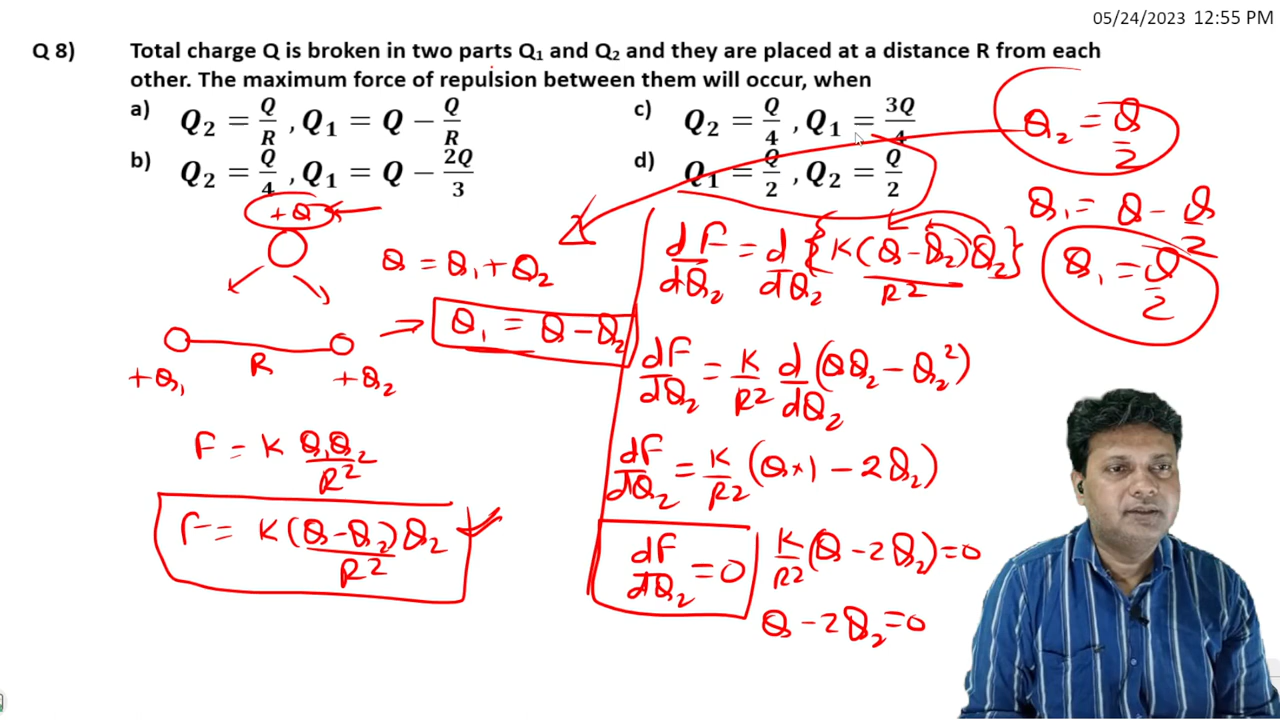 05/24/2023 12:55 PM
Q 8) Total charge Q is broken in two parts Q₁ and Q₂ and they are placed at a distance R from each
other. The maximum force of repulsion between them will occur, when
a) Q₂ = Q/R , Q₁ = Q − Q/R
c) Q₂ = Q/4 , Q₁ = 3Q/4
b) Q₂ = Q/4 , Q₁ = Q − 2Q/3
d) Q₁ = Q/2 , Q₂ = Q/2
+Q
R
+Q₁
+Q₂
F = K Q₁Q₂/R²
F = K(Q−Q₂)Q₂/R²
Q = Q₁ + Q₂
→ Q₁ = Q − Q₂
dF/dQ₂ = d/dQ₂ {K(Q−Q₂)Q₂/R²}
dF/dQ₂ = K/R² d/dQ₂ (QQ₂ − Q₂²)
dF/dQ₂ = K/R² (Q×1 − 2Q₂)
dF/dQ₂ = 0
K/R² (Q − 2Q₂) = 0
Q − 2Q₂ = 0
Q₂ = Q/2
Q₁ = Q − Q/2
Q₁ = Q/2